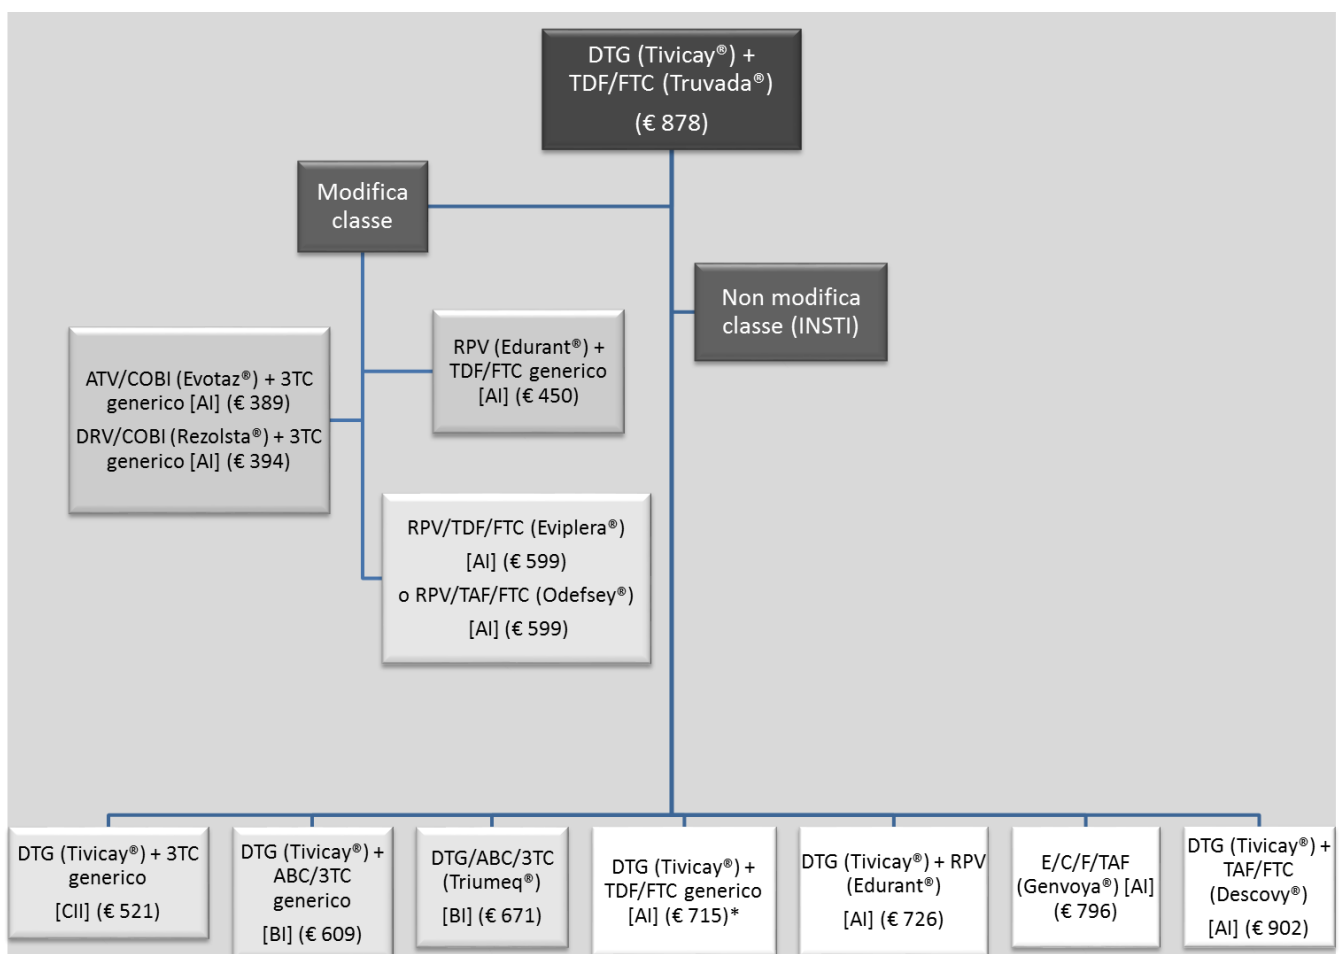 DTG (Tivicay®) +
TDF/FTC (Truvada®)
(€ 878)
Modifica
classe
Non modifica
classe (INSTI)
RPV (Edurant®) +
TDF/FTC generico
[AI] (€ 450)
ATV/COBI (Evotaz®) + 3TC
generico [AI] (€ 389)
DRV/COBI (Rezolsta®) + 3TC
generico [AI] (€ 394)
RPV/TDF/FTC (Eviplera®)
[AI] (€ 599)
o RPV/TAF/FTC (Odefsey®)
[AI] (€ 599)
DTG (Tivicay®) + 3TC
generico
[CII] (€ 521)
DTG (Tivicay®) +
ABC/3TC
generico
[BI] (€ 609)
DTG/ABC/3TC
(Triumeq®)
[BI] (€ 671)
DTG (Tivicay®) +
TDF/FTC generico
[AI] (€ 715)*
DTG (Tivicay®) + RPV
(Edurant®)
[AI] (€ 726)
E/C/F/TAF
(Genvoya®) [AI]
(€ 796)
DTG (Tivicay®) +
TAF/FTC
(Descovy®)
[AI] (€ 902)